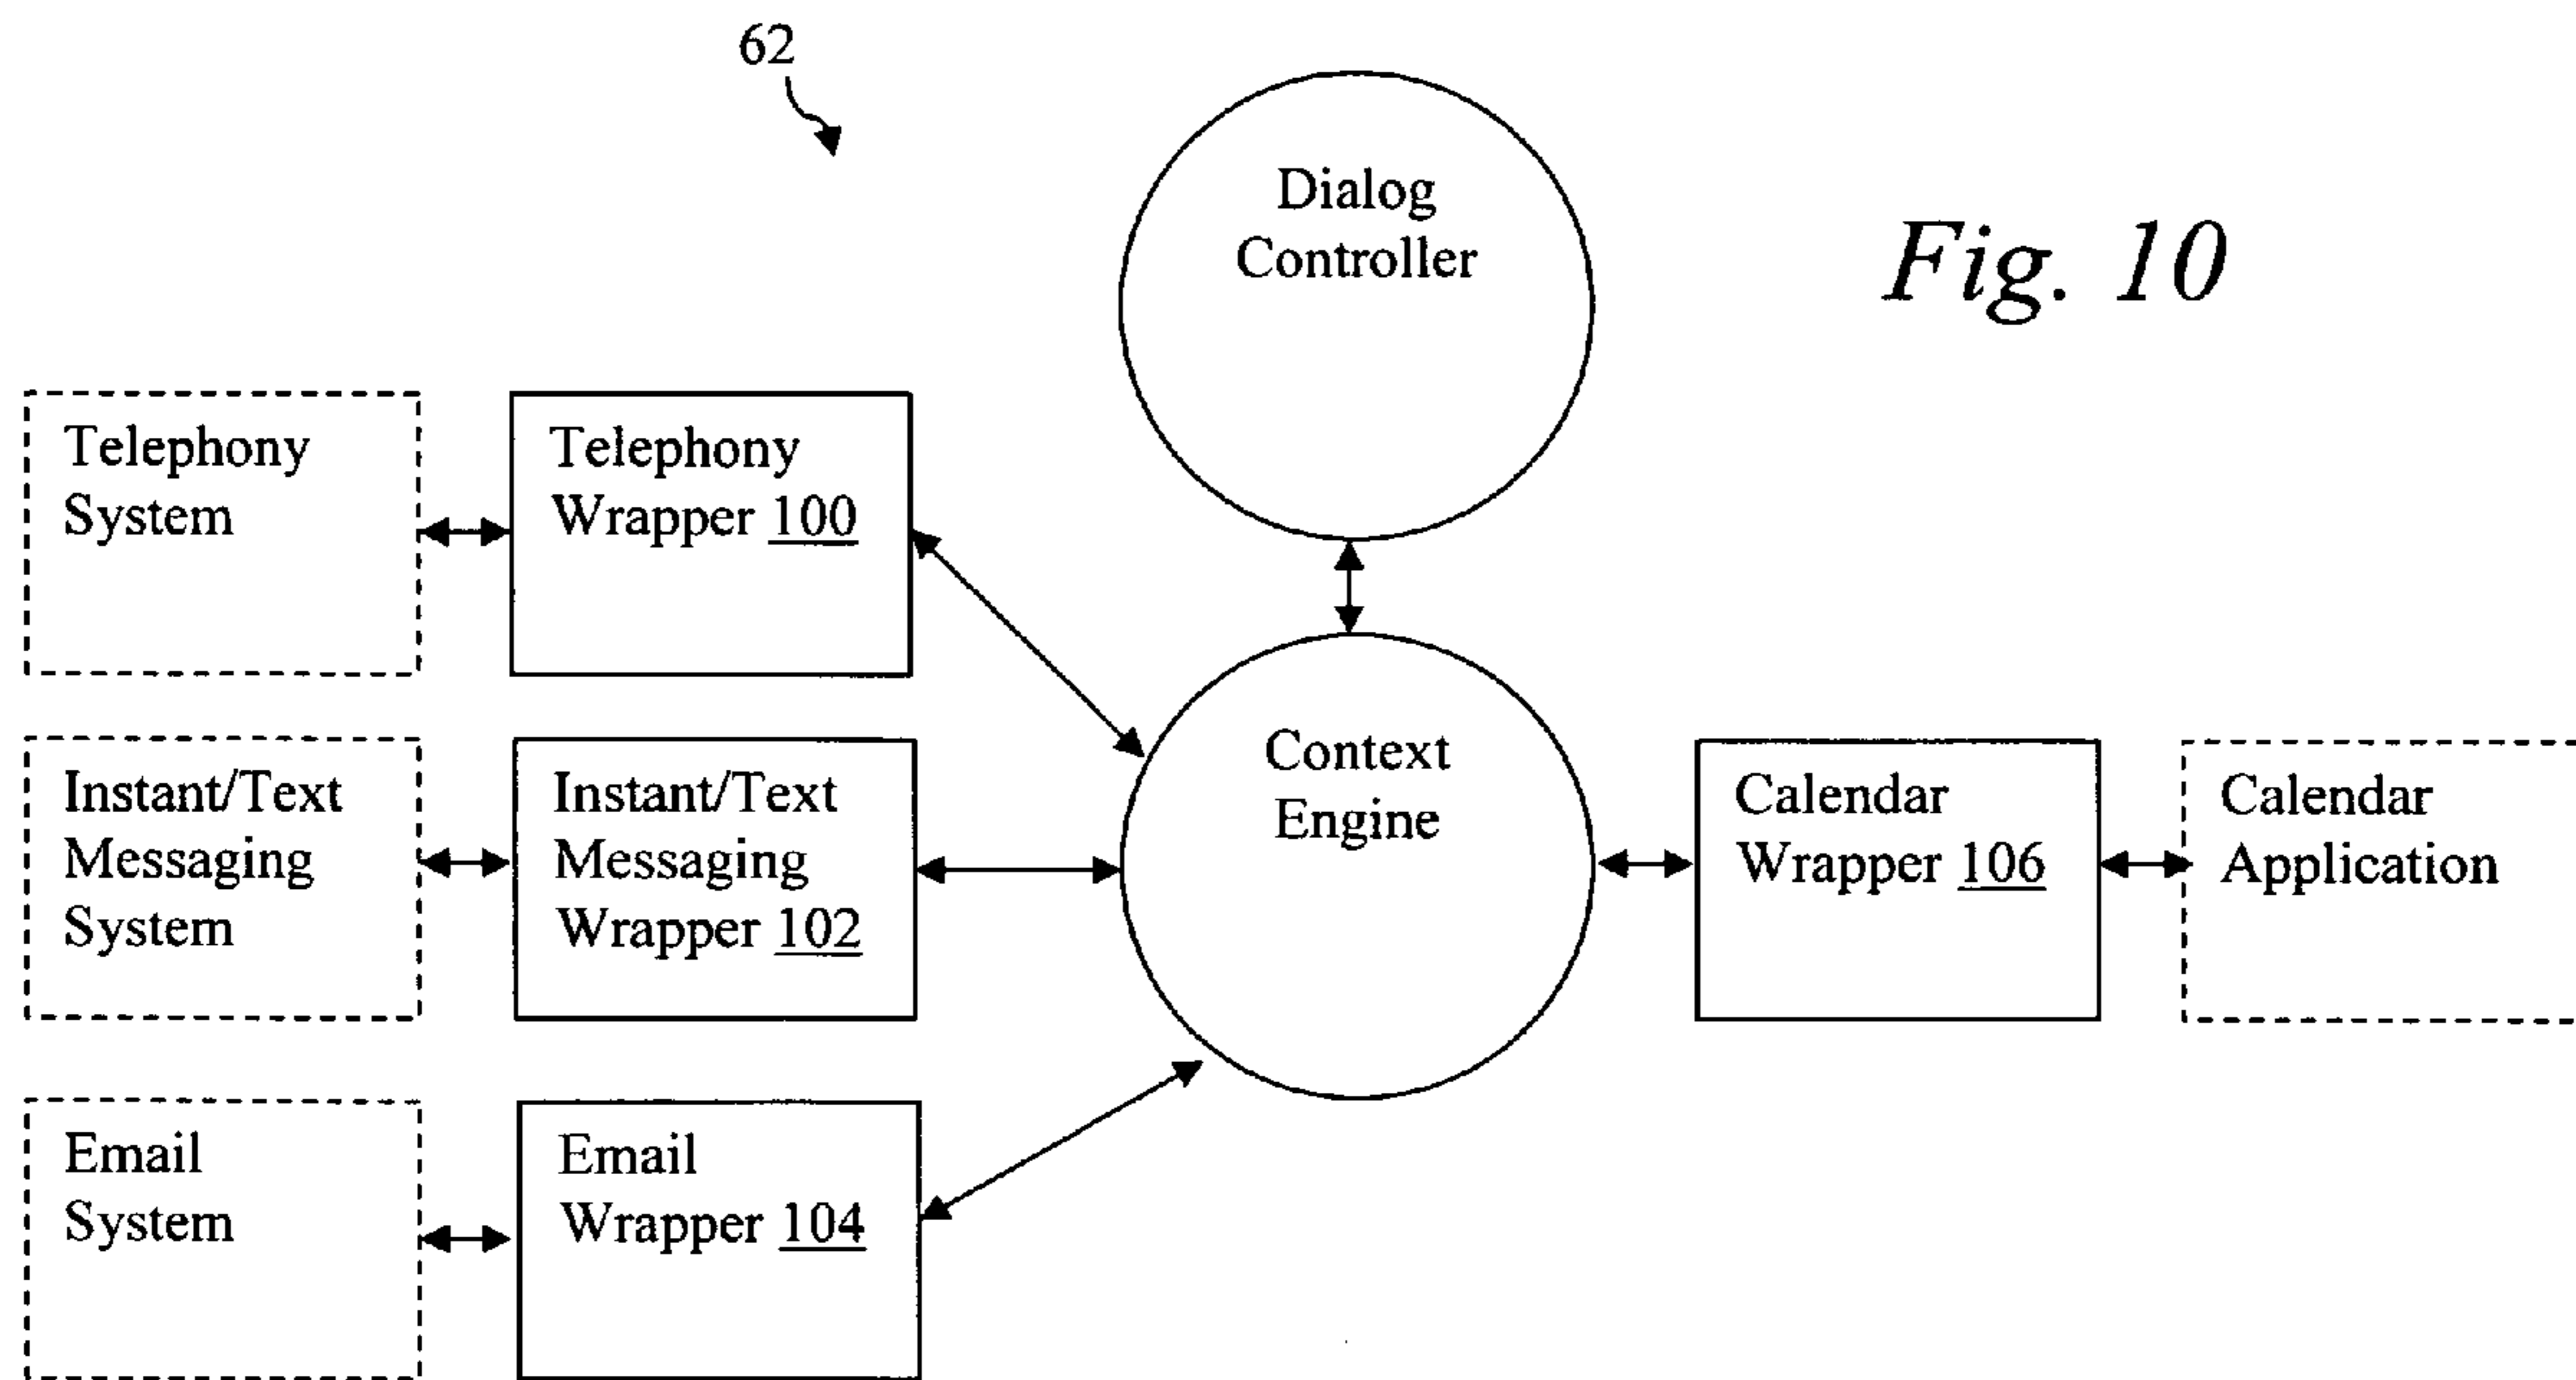 62
Dialog
Controller
Fig. 10
Telephony
System
Telephony
Wrapper 100
Instant/Text
Messaging
System
Instant/Text
Messaging
Wrapper 102
Context
Engine
Calendar
Wrapper 106
Calendar
Application
Email
System
Email
Wrapper 104